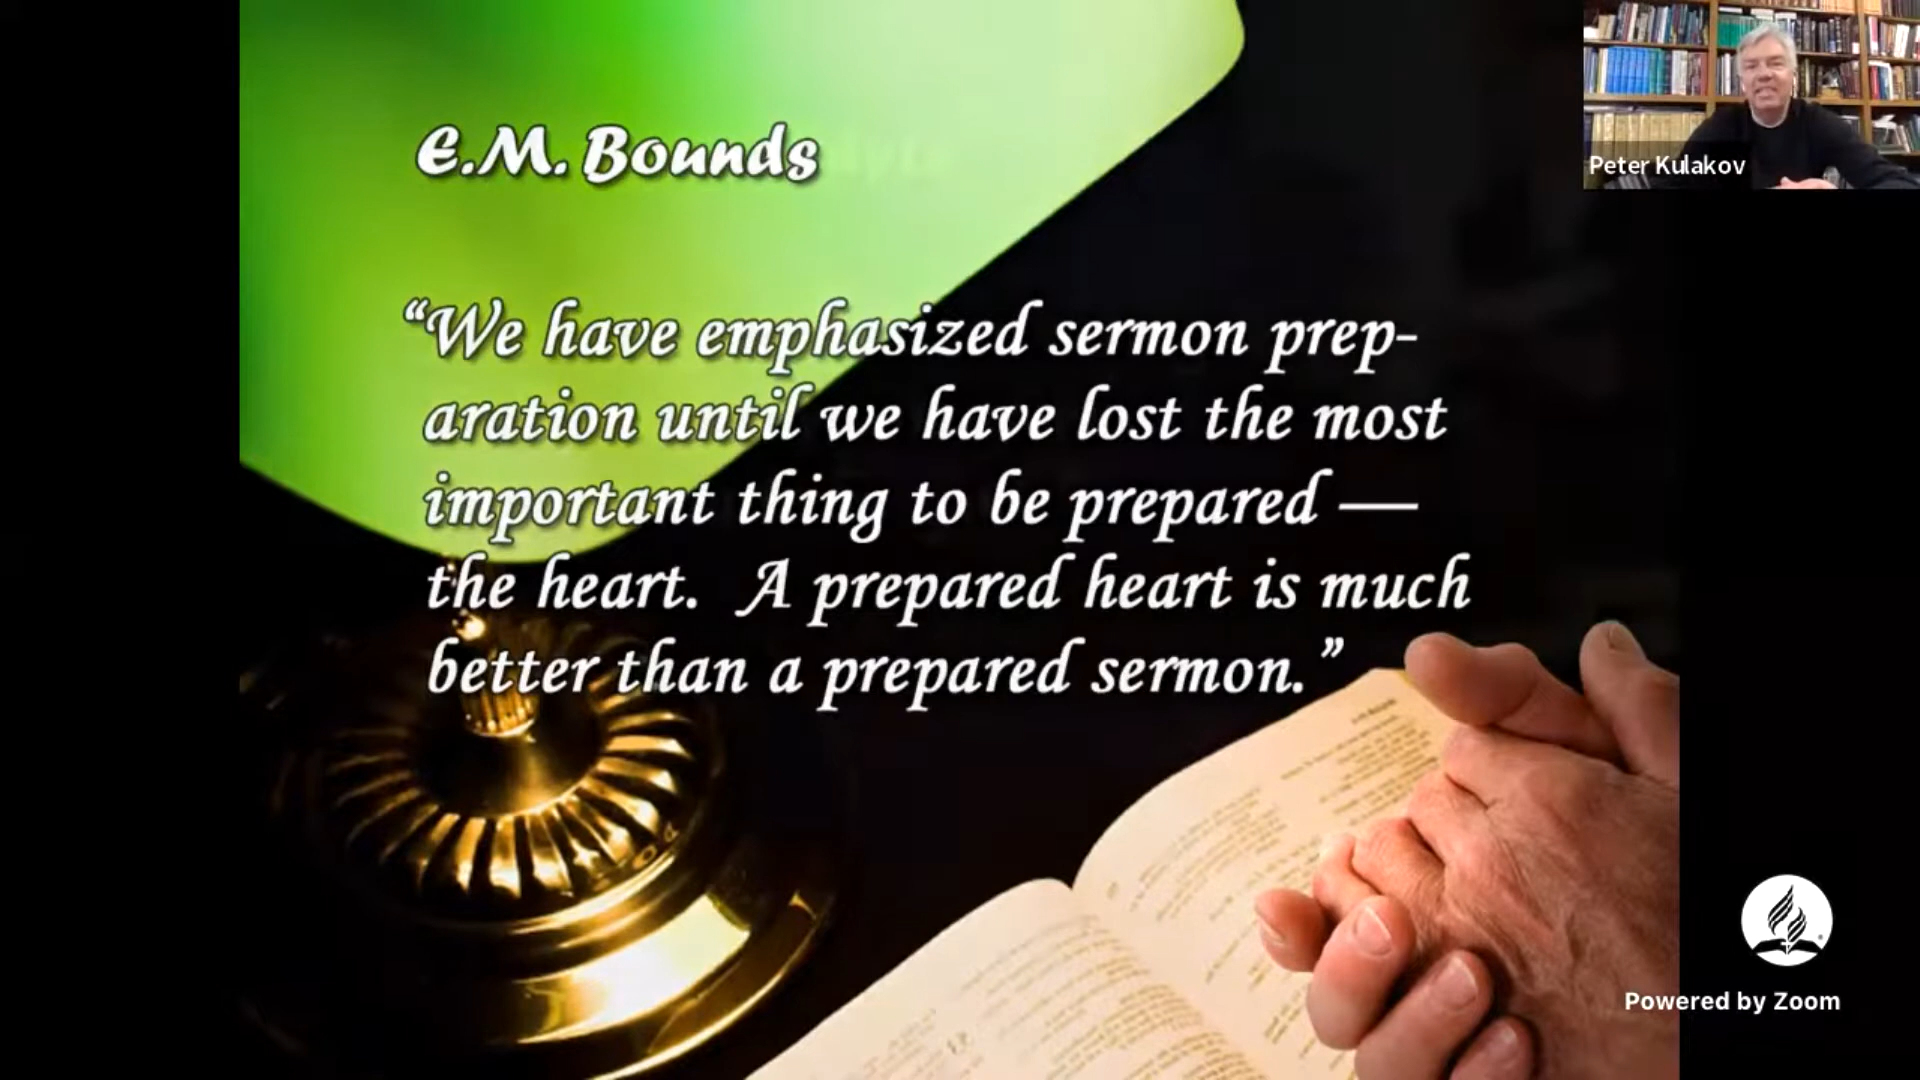 E.M. Bounds
“We have emphasized sermon prep-
aration until we have lost the most
important thing to be prepared —
the heart. A prepared heart is much
better than a prepared sermon.”
Peter Kulakov
Powered by Zoom